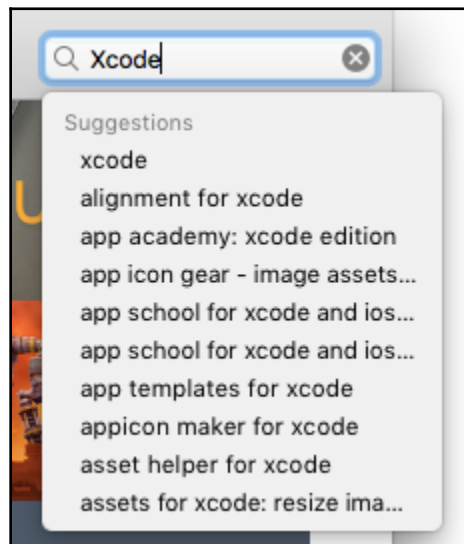 Xcode
Suggestions
xcode
alignment for xcode
app academy: xcode edition
app icon gear - image assets...
app school for xcode and ios...
app school for xcode and ios...
app templates for xcode
appicon maker for xcode
asset helper for xcode
assets for xcode: resize ima...